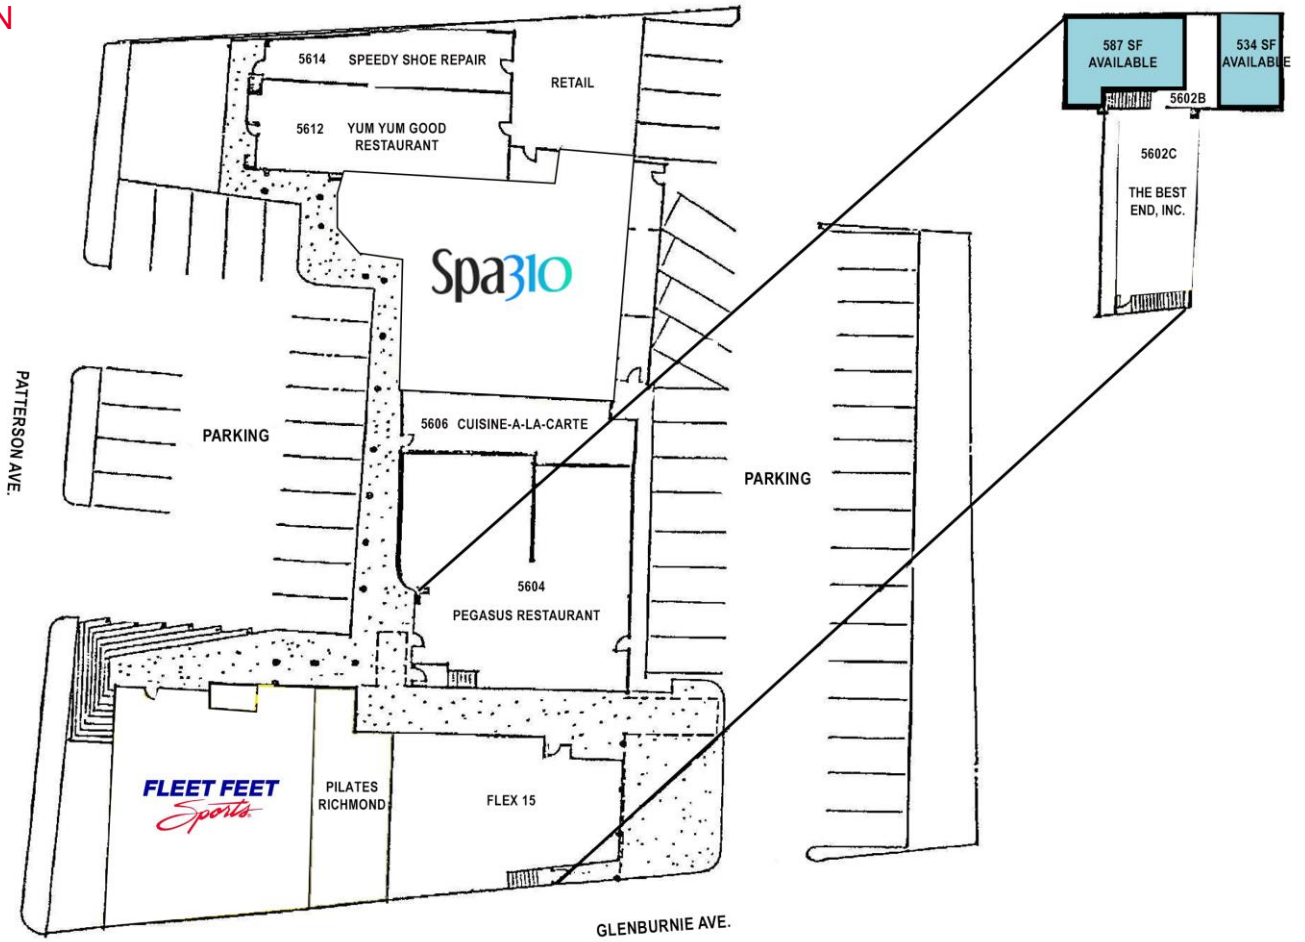 N
5614 SPEEDY SHOE REPAIR
RETAIL
5612 YUM YUM GOOD
RESTAURANT
Spa310
5606 CUISINE-A-LA-CARTE
PARKING
PATTERSON AVE.
PARKING
5604
PEGASUS RESTAURANT
FLEET FEET
Sports
PILATES
RICHMOND
FLEX 15
GLENBURNIE AVE.
587 SF
AVAILABLE
534 SF
AVAILABLE
5602B
5602C
THE BEST
END, INC.